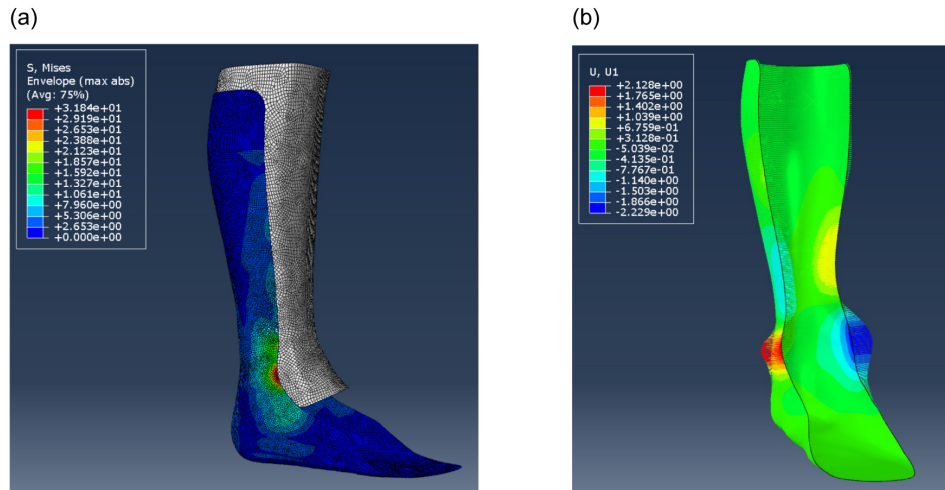 (a)
(b)
S, Mises
Envelope (max abs)
(Avg: 75%)
+3.184e+01
+2.919e+01
+2.653e+01
+2.388e+01
+2.123e+01
+1.857e+01
+1.592e+01
+1.327e+01
+1.061e+01
+7.960e+00
+5.306e+00
+2.653e+00
+0.000e+00
U, U1
+2.128e+00
+1.765e+00
+1.402e+00
+1.039e+00
+6.759e-01
+3.128e-01
-5.039e-02
-4.135e-01
-7.767e-01
-1.140e+00
-1.503e+00
-1.866e+00
-2.229e+00